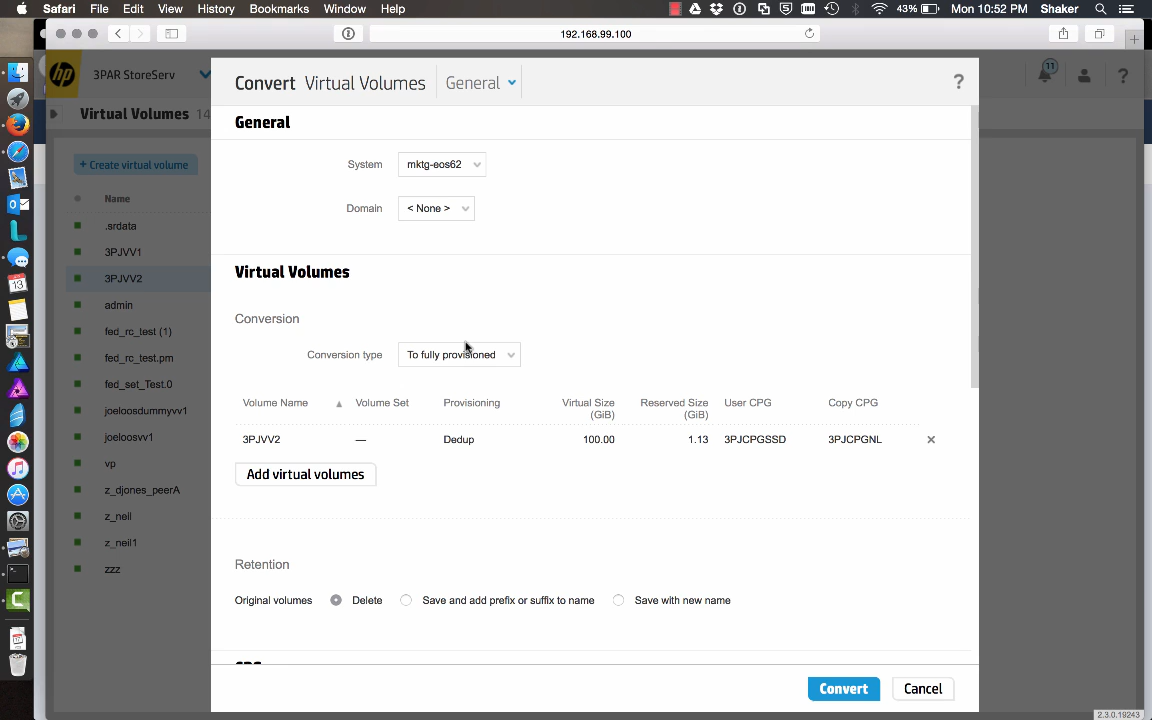 Safari File Edit View History Bookmarks Window Help 43% Mon 10:52 PM Shaker
192.168.99.100
hp 3PAR StoreServ 11 ?
Virtual Volumes 14
+ Create virtual volume
Name
.srdata
3PJVV1
3PJVV2
admin
fed_rc_test (1)
fed_rc_test.pm
fed_set_Test.0
joeloosdummyvv1
joeloosvv1
vp
z_djones_peerA
z_neil
z_neil1
zzz
Convert Virtual Volumes General ?
General
System mktg-eos62
Domain < None >
Virtual Volumes
Conversion
Conversion type To fully provisioned
Volume Name ▲ Volume Set Provisioning Virtual Size (GiB) Reserved Size (GiB) User CPG Copy CPG
3PJVV2 — Dedup 100.00 1.13 3PJCPGSSD 3PJCPGNL ×
Add virtual volumes
Retention
Original volumes Delete Save and add prefix or suffix to name Save with new name
Convert Cancel
2.3.0.19243